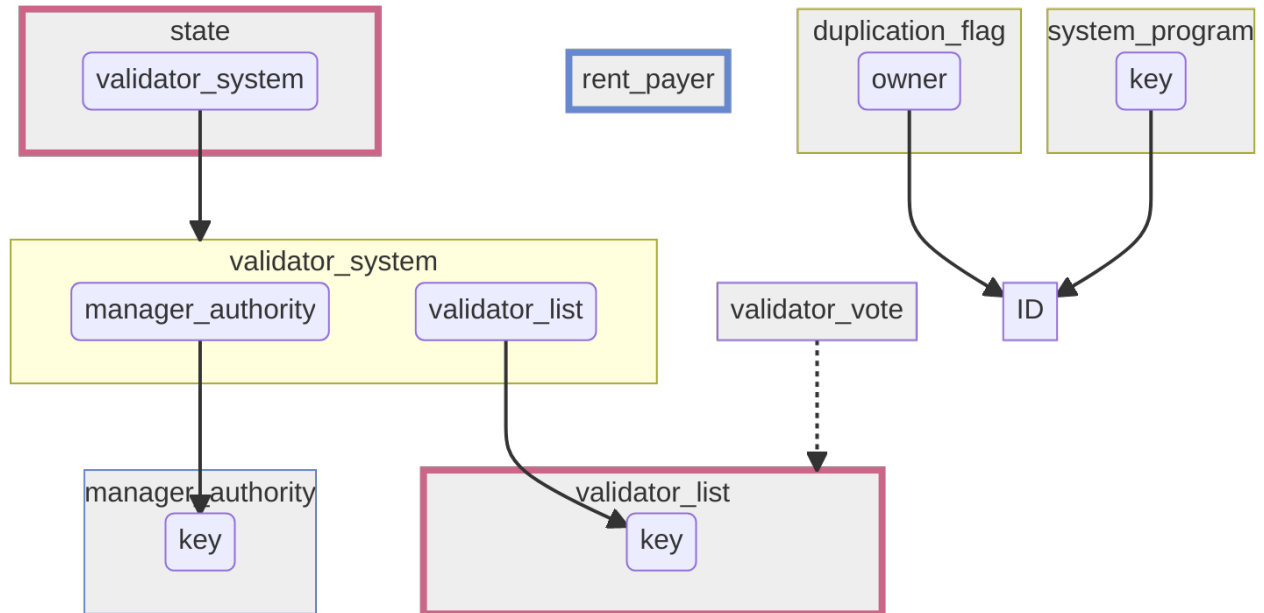 state
validator_system
rent_payer
duplication_flag
owner
system_program
key
validator_system
manager_authority
validator_list
validator_vote
ID
manager_authority
key
validator_list
key